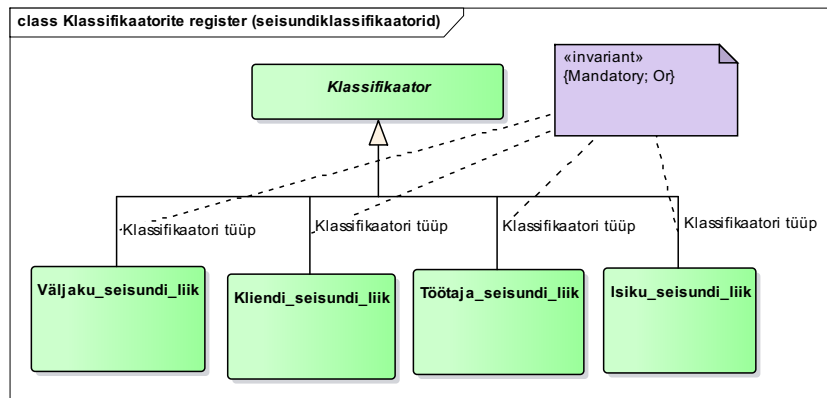 class Klassifikaatorite register (seisundiklassifikaatorid)
«invariant»
{Mandatory; Or}
Klassifikaator
Klassifikaatori tüüp
Klassifikaatori tüüp
Klassifikaatori tüüp
Klassifikaatori tüüp
Väljaku_seisundi_liik
Kliendi_seisundi_liik
Töötaja_seisundi_liik
Isiku_seisundi_liik